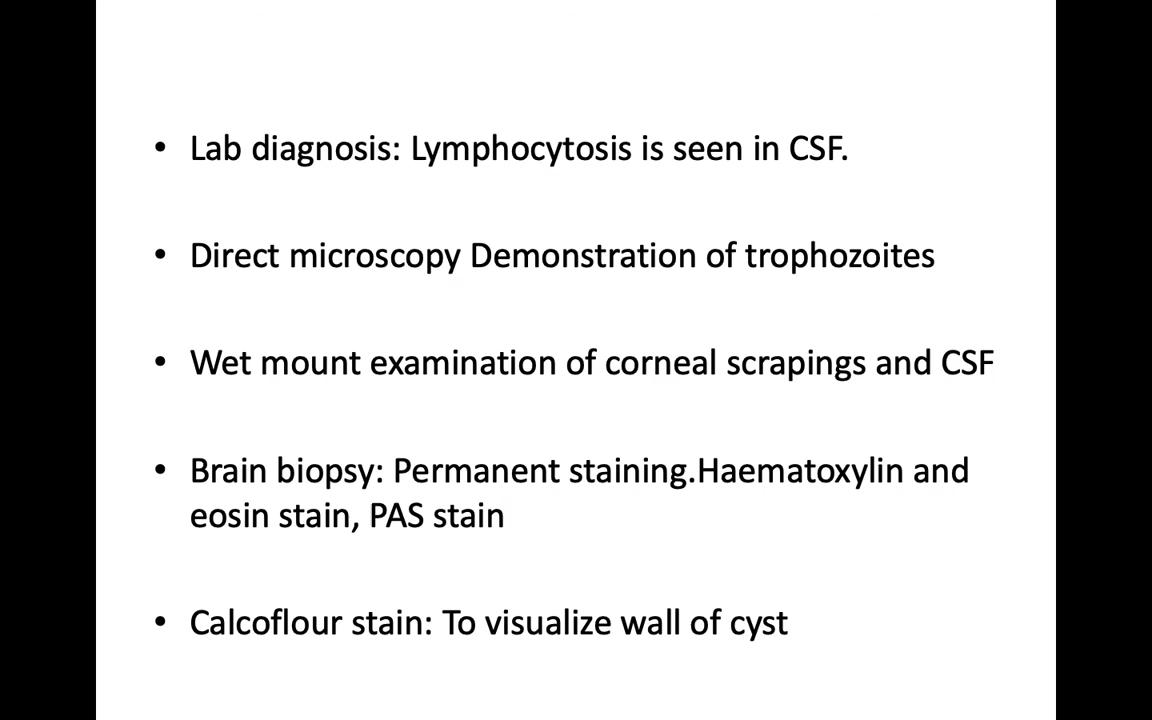 • Lab diagnosis: Lymphocytosis is seen in CSF.
• Direct microscopy Demonstration of trophozoites
• Wet mount examination of corneal scrapings and CSF
• Brain biopsy: Permanent staining.Haematoxylin and
eosin stain, PAS stain
• Calcoflour stain: To visualize wall of cyst